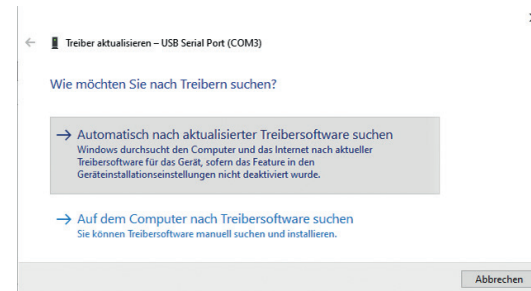 Treiber aktualisieren – USB Serial Port (COM3)
Wie möchten Sie nach Treibern suchen?
Automatisch nach aktualisierter Treibersoftware suchen
Windows durchsucht den Computer und das Internet nach aktueller
Treibersoftware für das Gerät, sofern das Feature in den
Geräteinstallationseinstellungen nicht deaktiviert wurde.
Auf dem Computer nach Treibersoftware suchen
Sie können Treibersoftware manuell suchen und installieren.
Abbrechen